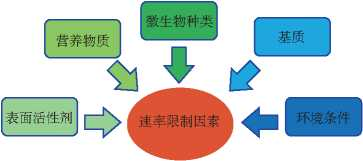 微生物种类
营养物质
基质
表面活性剂
速率限制因素
环境条件